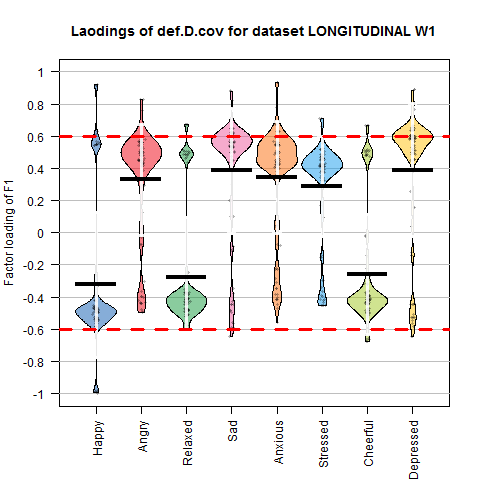 Laodings of def.D.cov for dataset LONGITUDINAL W1
Factor loading of F1
1
0.8
0.6
0.4
0.2
0
-0.2
-0.4
-0.6
-0.8
-1
Happy
Angry
Relaxed
Sad
Anxious
Stressed
Cheerful
Depressed